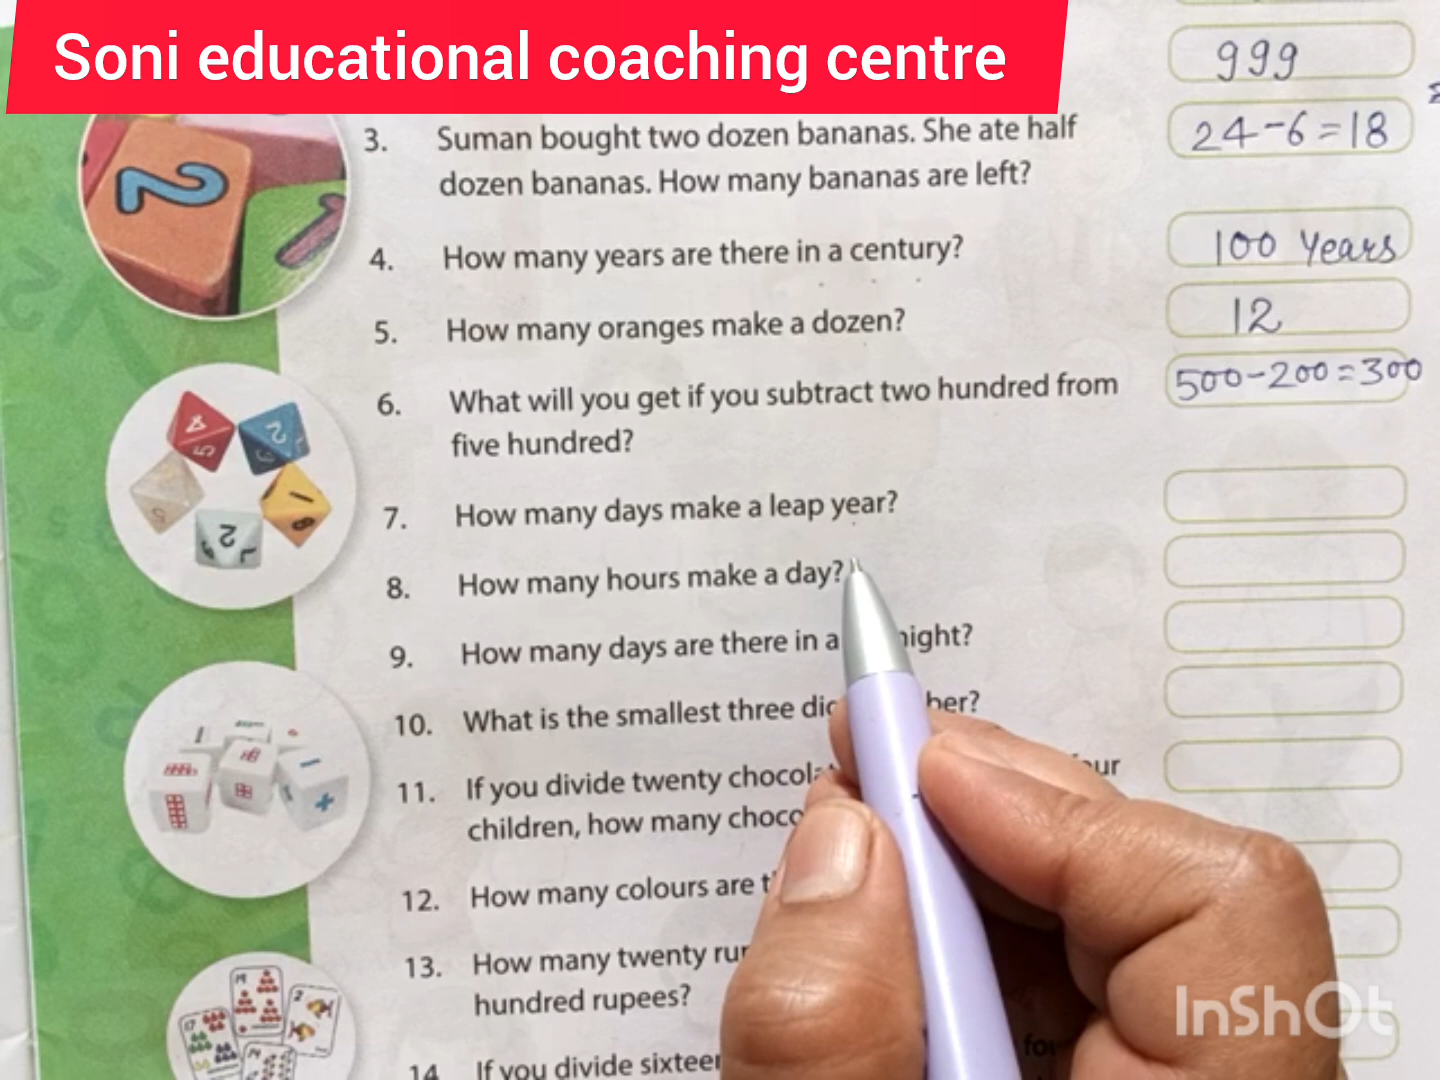 Soni educational coaching centre
999
3. Suman bought two dozen bananas. She ate half
dozen bananas. How many bananas are left?
24-6=18
4. How many years are there in a century?
100 Years
5. How many oranges make a dozen?
12
6. What will you get if you subtract two hundred from
five hundred?
500-200=300
7. How many days make a leap year?
8. How many hours make a day?
9. How many days are there in a
10. What is the smallest three
11. If you divide twenty
children, how many
12. How many colours are
13. How many twenty
hundred rupees?
14 If you divide sixteen
InShOt